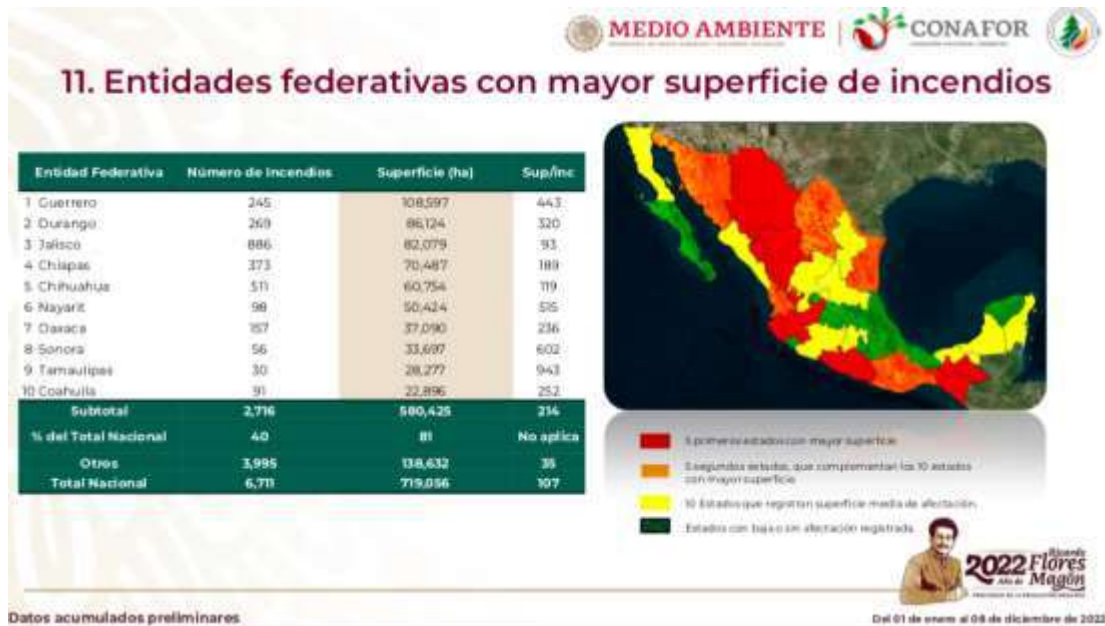 MEDIO AMBIENTE
CONAFOR
11. Entidades federativas con mayor superficie de incendios
Entidad Federativa Número de Incendios Superficie (ha) Sup/inc
1 Guerrero 245 108,597 443
2 Durango 269 86,124 320
3 Jalisco 886 82,079 93
4 Chiapas 373 70,487 189
5 Chihuahua 511 60,754 119
6 Nayarit 98 50,424 515
7 Oaxaca 157 37,090 236
8 Sonora 56 33,697 602
9 Tamaulipas 30 28,277 943
10 Coahuila 91 22,896 252
Subtotal 2,716 580,425 214
% del Total Nacional 40 81 No aplica
Otros 3,995 138,632 35
Total Nacional 6,711 719,056 107
5 primeros estados con mayor superficie.
5 segundos estados, que complementan los 10 estados
con mayor superficie.
10 Estados que registran superficie media de afectación.
Estados con baja o sin afectación registrada.
2022 Ricardo
Flores
Año de Magón
Datos acumulados preliminares
Del 01 de enero al 08 de diciembre de 2022